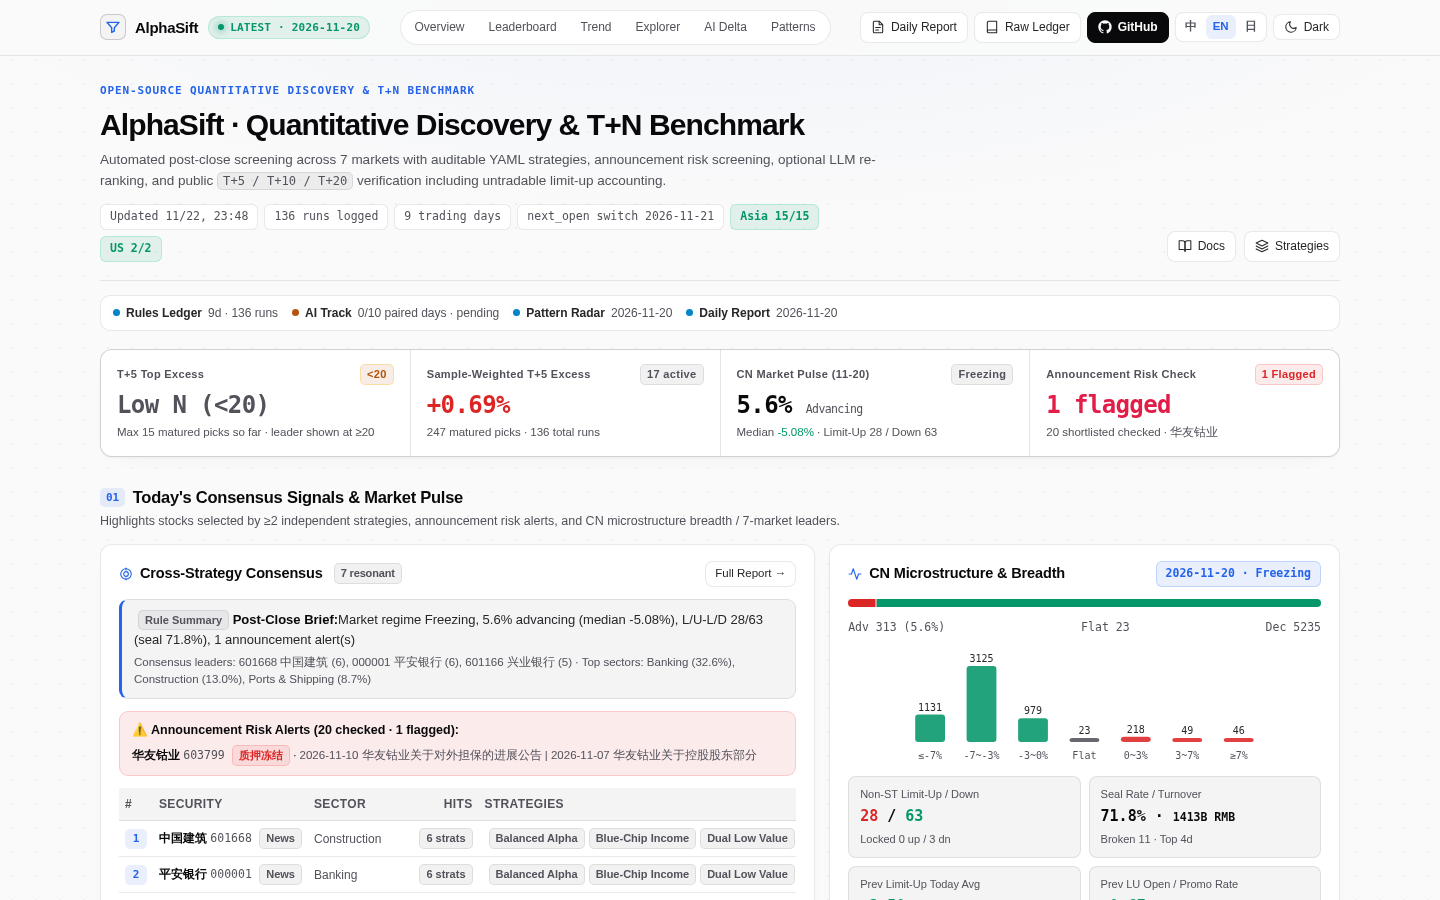 AlphaSift
LATEST · 2026-11-20
Overview
Leaderboard
Trend
Explorer
AI Delta
Patterns
Daily Report
Raw Ledger
GitHub
中
EN
日
Dark
OPEN-SOURCE QUANTITATIVE DISCOVERY & T+N BENCHMARK
AlphaSift · Quantitative Discovery & T+N Benchmark
Automated post-close screening across 7 markets with auditable YAML strategies, announcement risk screening, optional LLM re-
ranking, and public T+5 / T+10 / T+20 verification including untradable limit-up accounting.
Updated 11/22, 23:48
136 runs logged
9 trading days
next_open switch 2026-11-21
Asia 15/15
US 2/2
Docs
Strategies
Rules Ledger 9d · 136 runs
AI Track 0/10 paired days · pending
Pattern Radar 2026-11-20
Daily Report 2026-11-20
T+5 Top Excess
<20
Low N (<20)
Max 15 matured picks so far · leader shown at ≥20
Sample-Weighted T+5 Excess
17 active
+0.69%
247 matured picks · 136 total runs
CN Market Pulse (11-20)
Freezing
5.6% Advancing
Median -5.08% · Limit-Up 28 / Down 63
Announcement Risk Check
1 Flagged
1 flagged
20 shortlisted checked · 华友钴业
01 Today's Consensus Signals & Market Pulse
Highlights stocks selected by ≥2 independent strategies, announcement risk alerts, and CN microstructure breadth / 7-market leaders.
Cross-Strategy Consensus
7 resonant
Full Report →
Rule Summary Post-Close Brief:Market regime Freezing, 5.6% advancing (median -5.08%), L/U-L/D 28/63
(seal 71.8%), 1 announcement alert(s)
Consensus leaders: 601668 中国建筑 (6), 000001 平安银行 (6), 601166 兴业银行 (5) · Top sectors: Banking (32.6%),
Construction (13.0%), Ports & Shipping (8.7%)
⚠️ Announcement Risk Alerts (20 checked · 1 flagged):
华友钴业 603799 质押冻结 · 2026-11-10 华友钴业关于对外担保的进展公告 | 2026-11-07 华友钴业关于控股股东部分
# SECURITY SECTOR HITS STRATEGIES
1 中国建筑 601668 News Construction 6 strats Balanced Alpha Blue-Chip Income Dual Low Value
2 平安银行 000001 News Banking 6 strats Balanced Alpha Blue-Chip Income Dual Low Value
CN Microstructure & Breadth
2026-11-20 · Freezing
Adv 313 (5.6%)
Flat 23
Dec 5235
1131
3125
979
23
218
49
46
≤-7%
-7~-3%
-3~0%
Flat
0~3%
3~7%
≥7%
Non-ST Limit-Up / Down
28 / 63
Locked 0 up / 3 dn
Seal Rate / Turnover
71.8% · 1413B RMB
Broken 11 · Top 4d
Prev Limit-Up Today Avg
Prev LU Open / Promo Rate